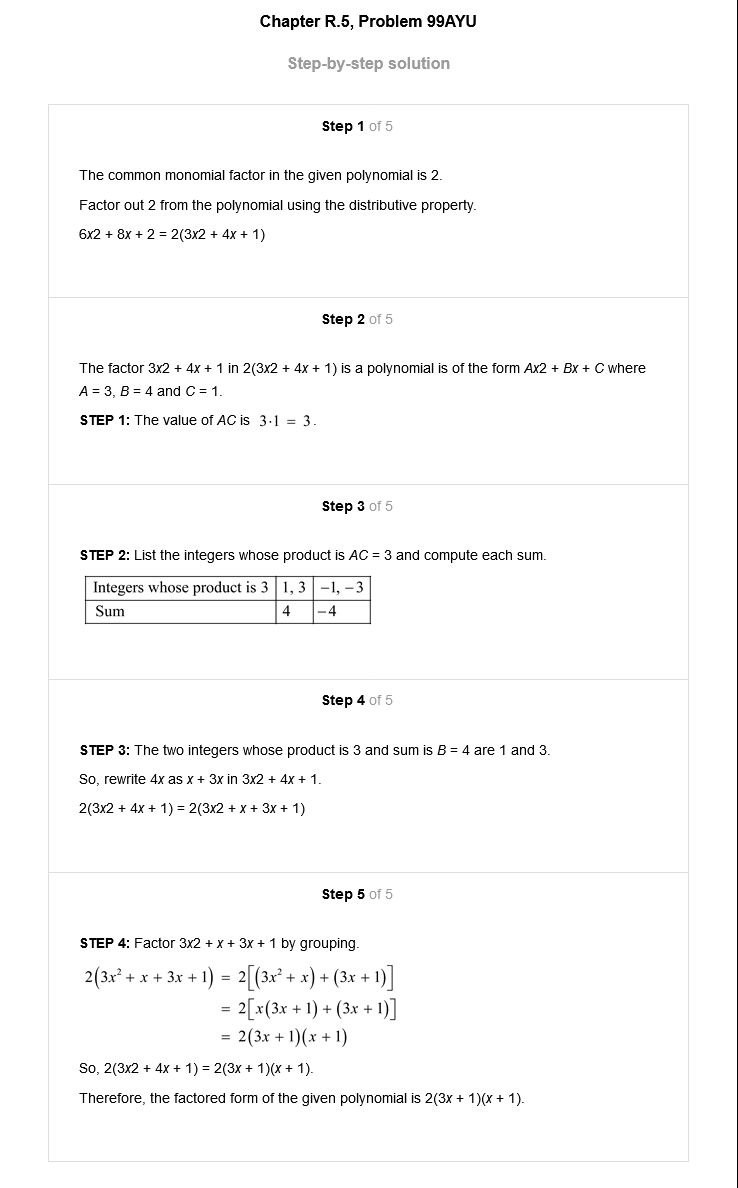 Chapter R.5, Problem 99AYU
Step-by-step solution
Step 1 of 5
The common monomial factor in the given polynomial is 2.
Factor out 2 from the polynomial using the distributive property.
6x2 + 8x + 2 = 2(3x2 + 4x + 1)
Step 2 of 5
The factor 3x2 + 4x + 1 in 2(3x2 + 4x + 1) is a polynomial is of the form Ax2 + Bx + C where
A = 3, B = 4 and C = 1.
STEP 1: The value of AC is 3·1 = 3.
Step 3 of 5
STEP 2: List the integers whose product is AC = 3 and compute each sum.
Integers whose product is 3 1, 3 −1, −3
Sum 4 −4
Step 4 of 5
STEP 3: The two integers whose product is 3 and sum is B = 4 are 1 and 3.
So, rewrite 4x as x + 3x in 3x2 + 4x + 1.
2(3x2 + 4x + 1) = 2(3x2 + x + 3x + 1)
Step 5 of 5
STEP 4: Factor 3x2 + x + 3x + 1 by grouping.
2(3x² + x + 3x + 1) = 2[(3x² + x) + (3x + 1)]
= 2[x(3x + 1) + (3x + 1)]
= 2(3x + 1)(x + 1)
So, 2(3x2 + 4x + 1) = 2(3x + 1)(x + 1).
Therefore, the factored form of the given polynomial is 2(3x + 1)(x + 1).